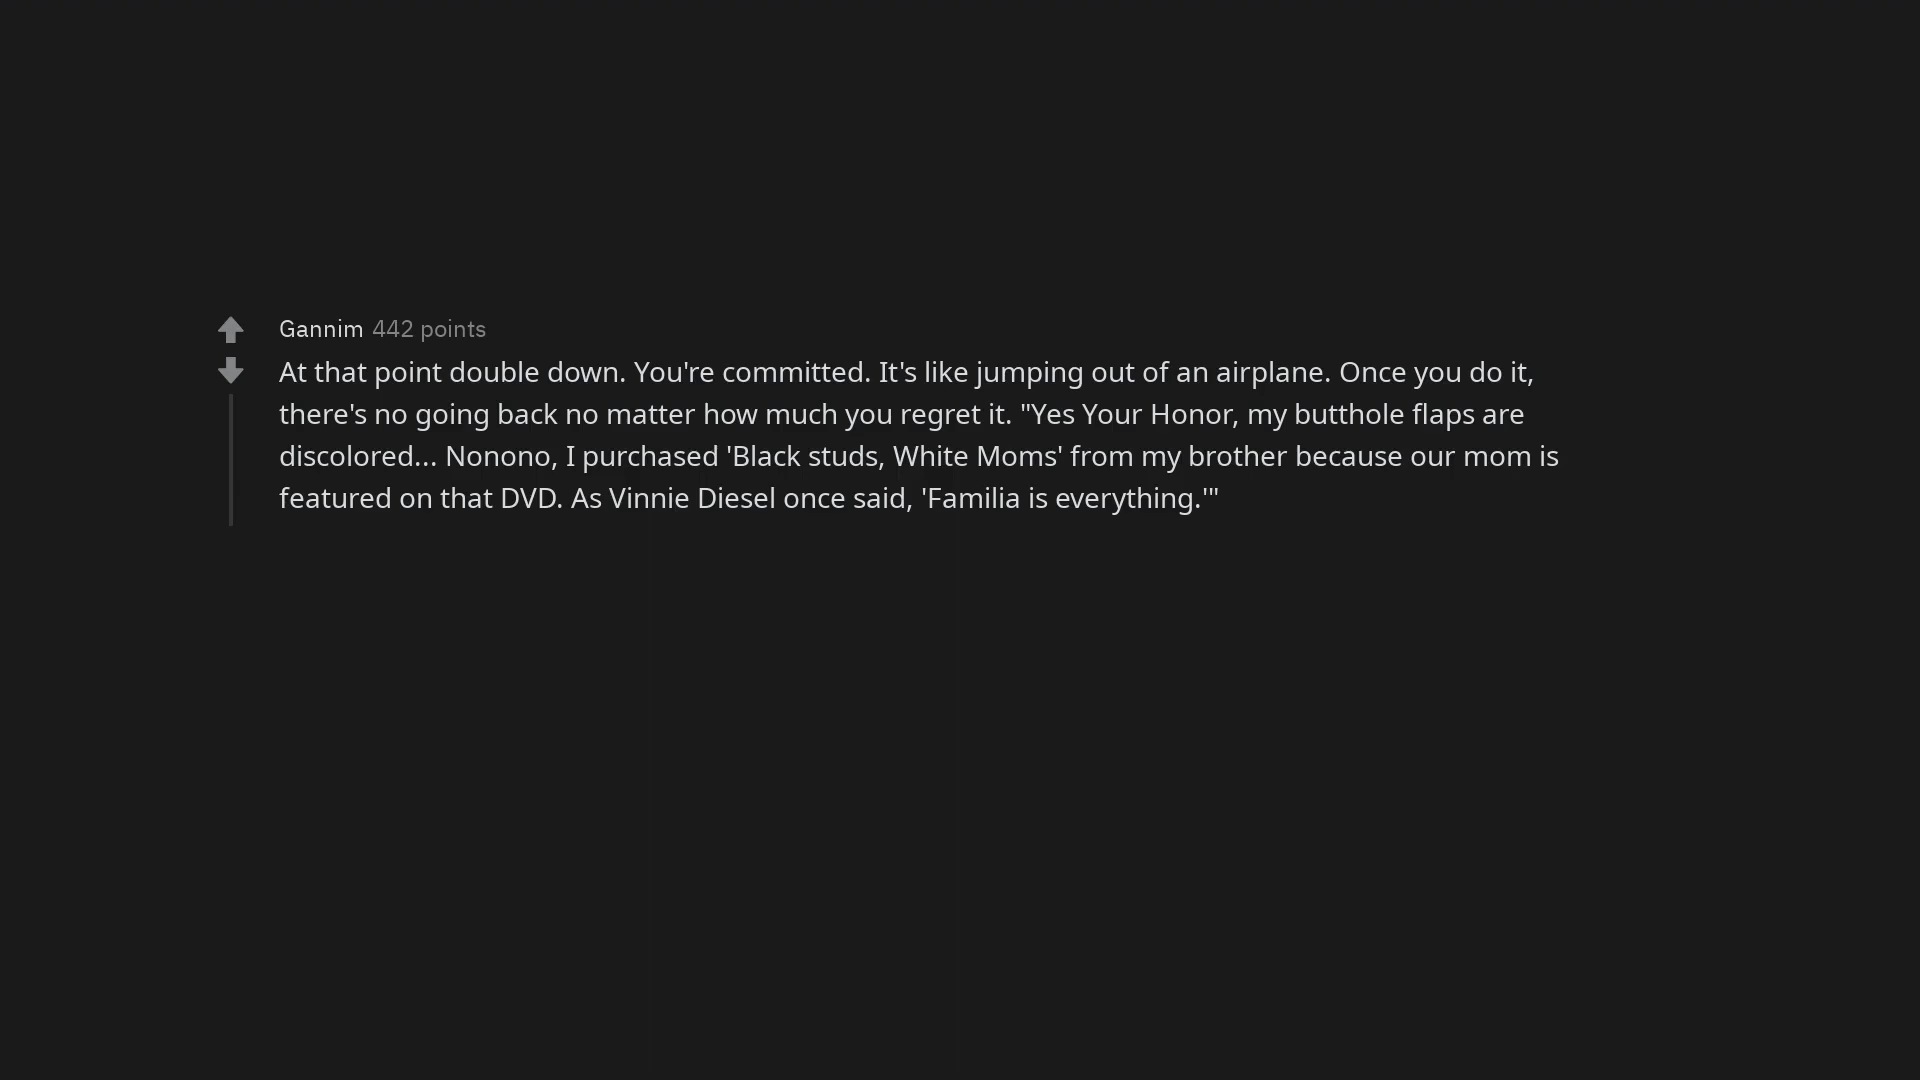 Gannim 442 points
At that point double down. You're committed. It's like jumping out of an airplane. Once you do it,
there's no going back no matter how much you regret it. "Yes Your Honor, my butthole flaps are
discolored... Nonono, I purchased 'Black studs, White Moms' from my brother because our mom is
featured on that DVD. As Vinnie Diesel once said, 'Familia is everything.'"